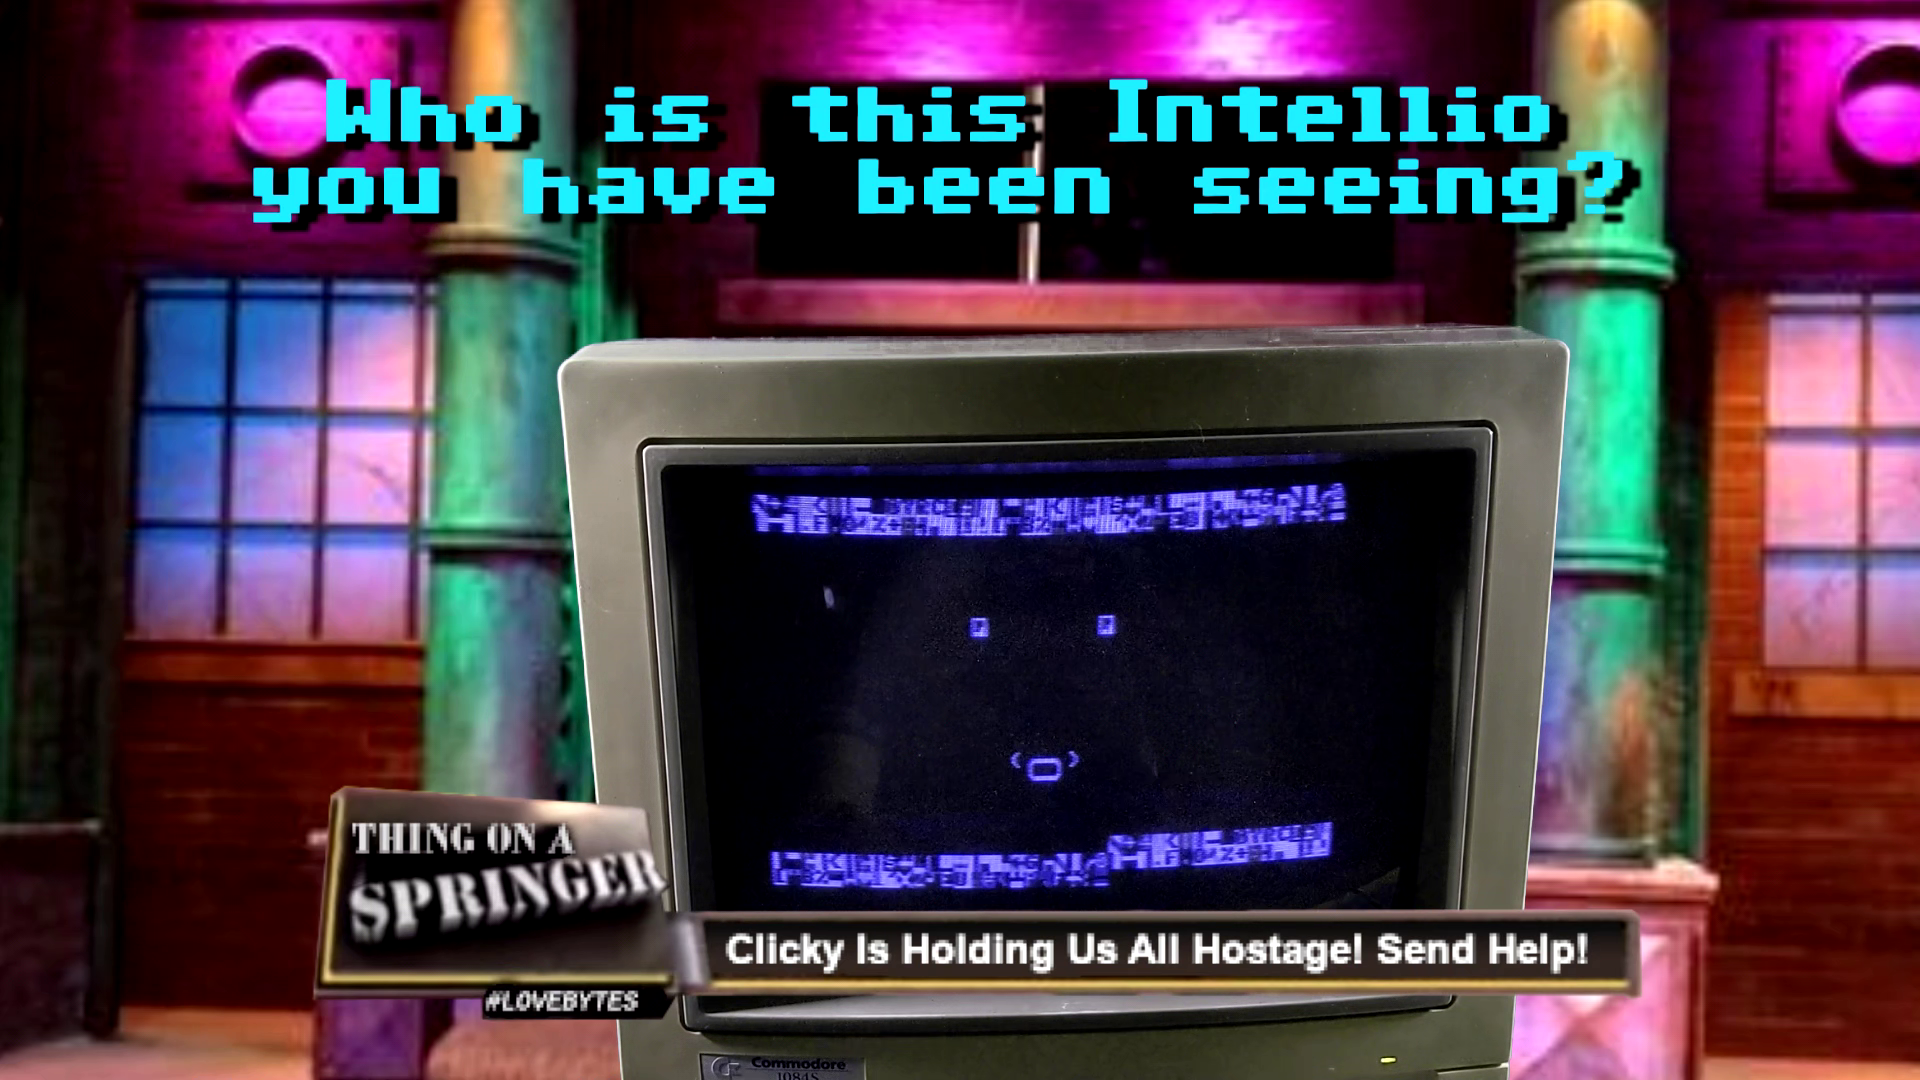 Who is this Intellio
you have been seeing?
THING ON A
SPRINGER
Clicky Is Holding Us All Hostage! Send Help!
#LOVEBYTES
Commodore
1084S